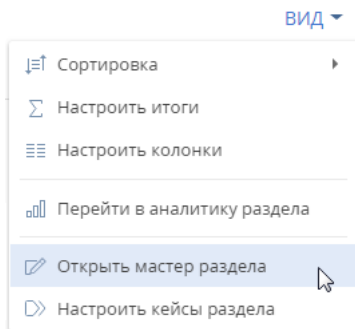 ВИД
Сортировка
Настроить итоги
Настроить колонки
Перейти в аналитику раздела
Открыть мастер раздела
Настроить кейсы раздела